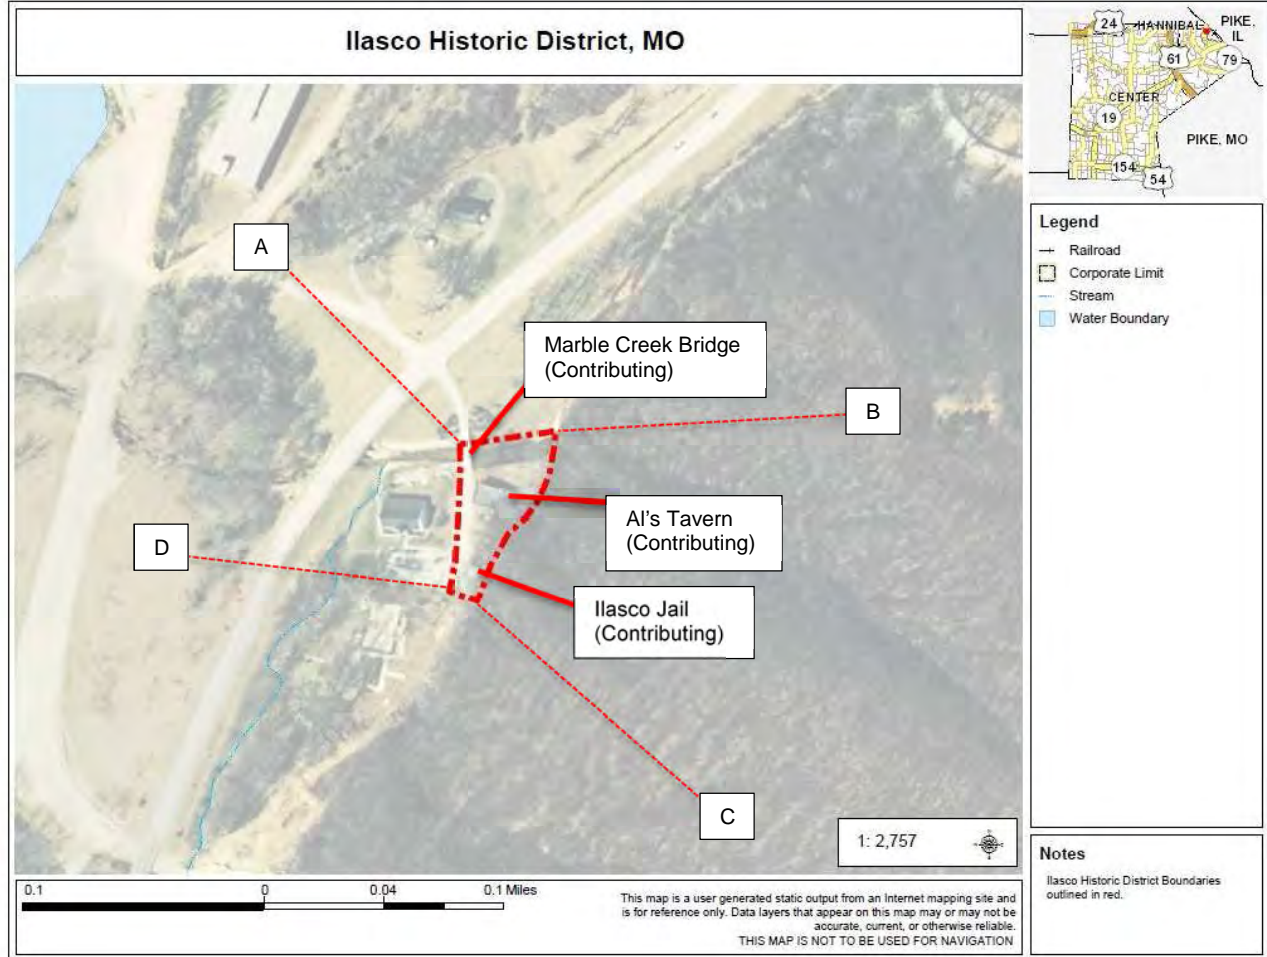 Ilasco Historic District, MO
24
HANNIBAL
PIKE,
IL
61
79
CENTER
19
PIKE, MO
154
54
A
Marble Creek Bridge
(Contributing)
B
Al's Tavern
(Contributing)
D
Ilasco Jail
(Contributing)
C
1: 2,757
Legend
Railroad
Corporate Limit
Stream
Water Boundary
Notes
Ilasco Historic District Boundaries
outlined in red.
0.1 0 0.04 0.1 Miles
This map is a user generated static output from an Internet mapping site and
is for reference only. Data layers that appear on this map may or may not be
accurate, current, or otherwise reliable.
THIS MAP IS NOT TO BE USED FOR NAVIGATION